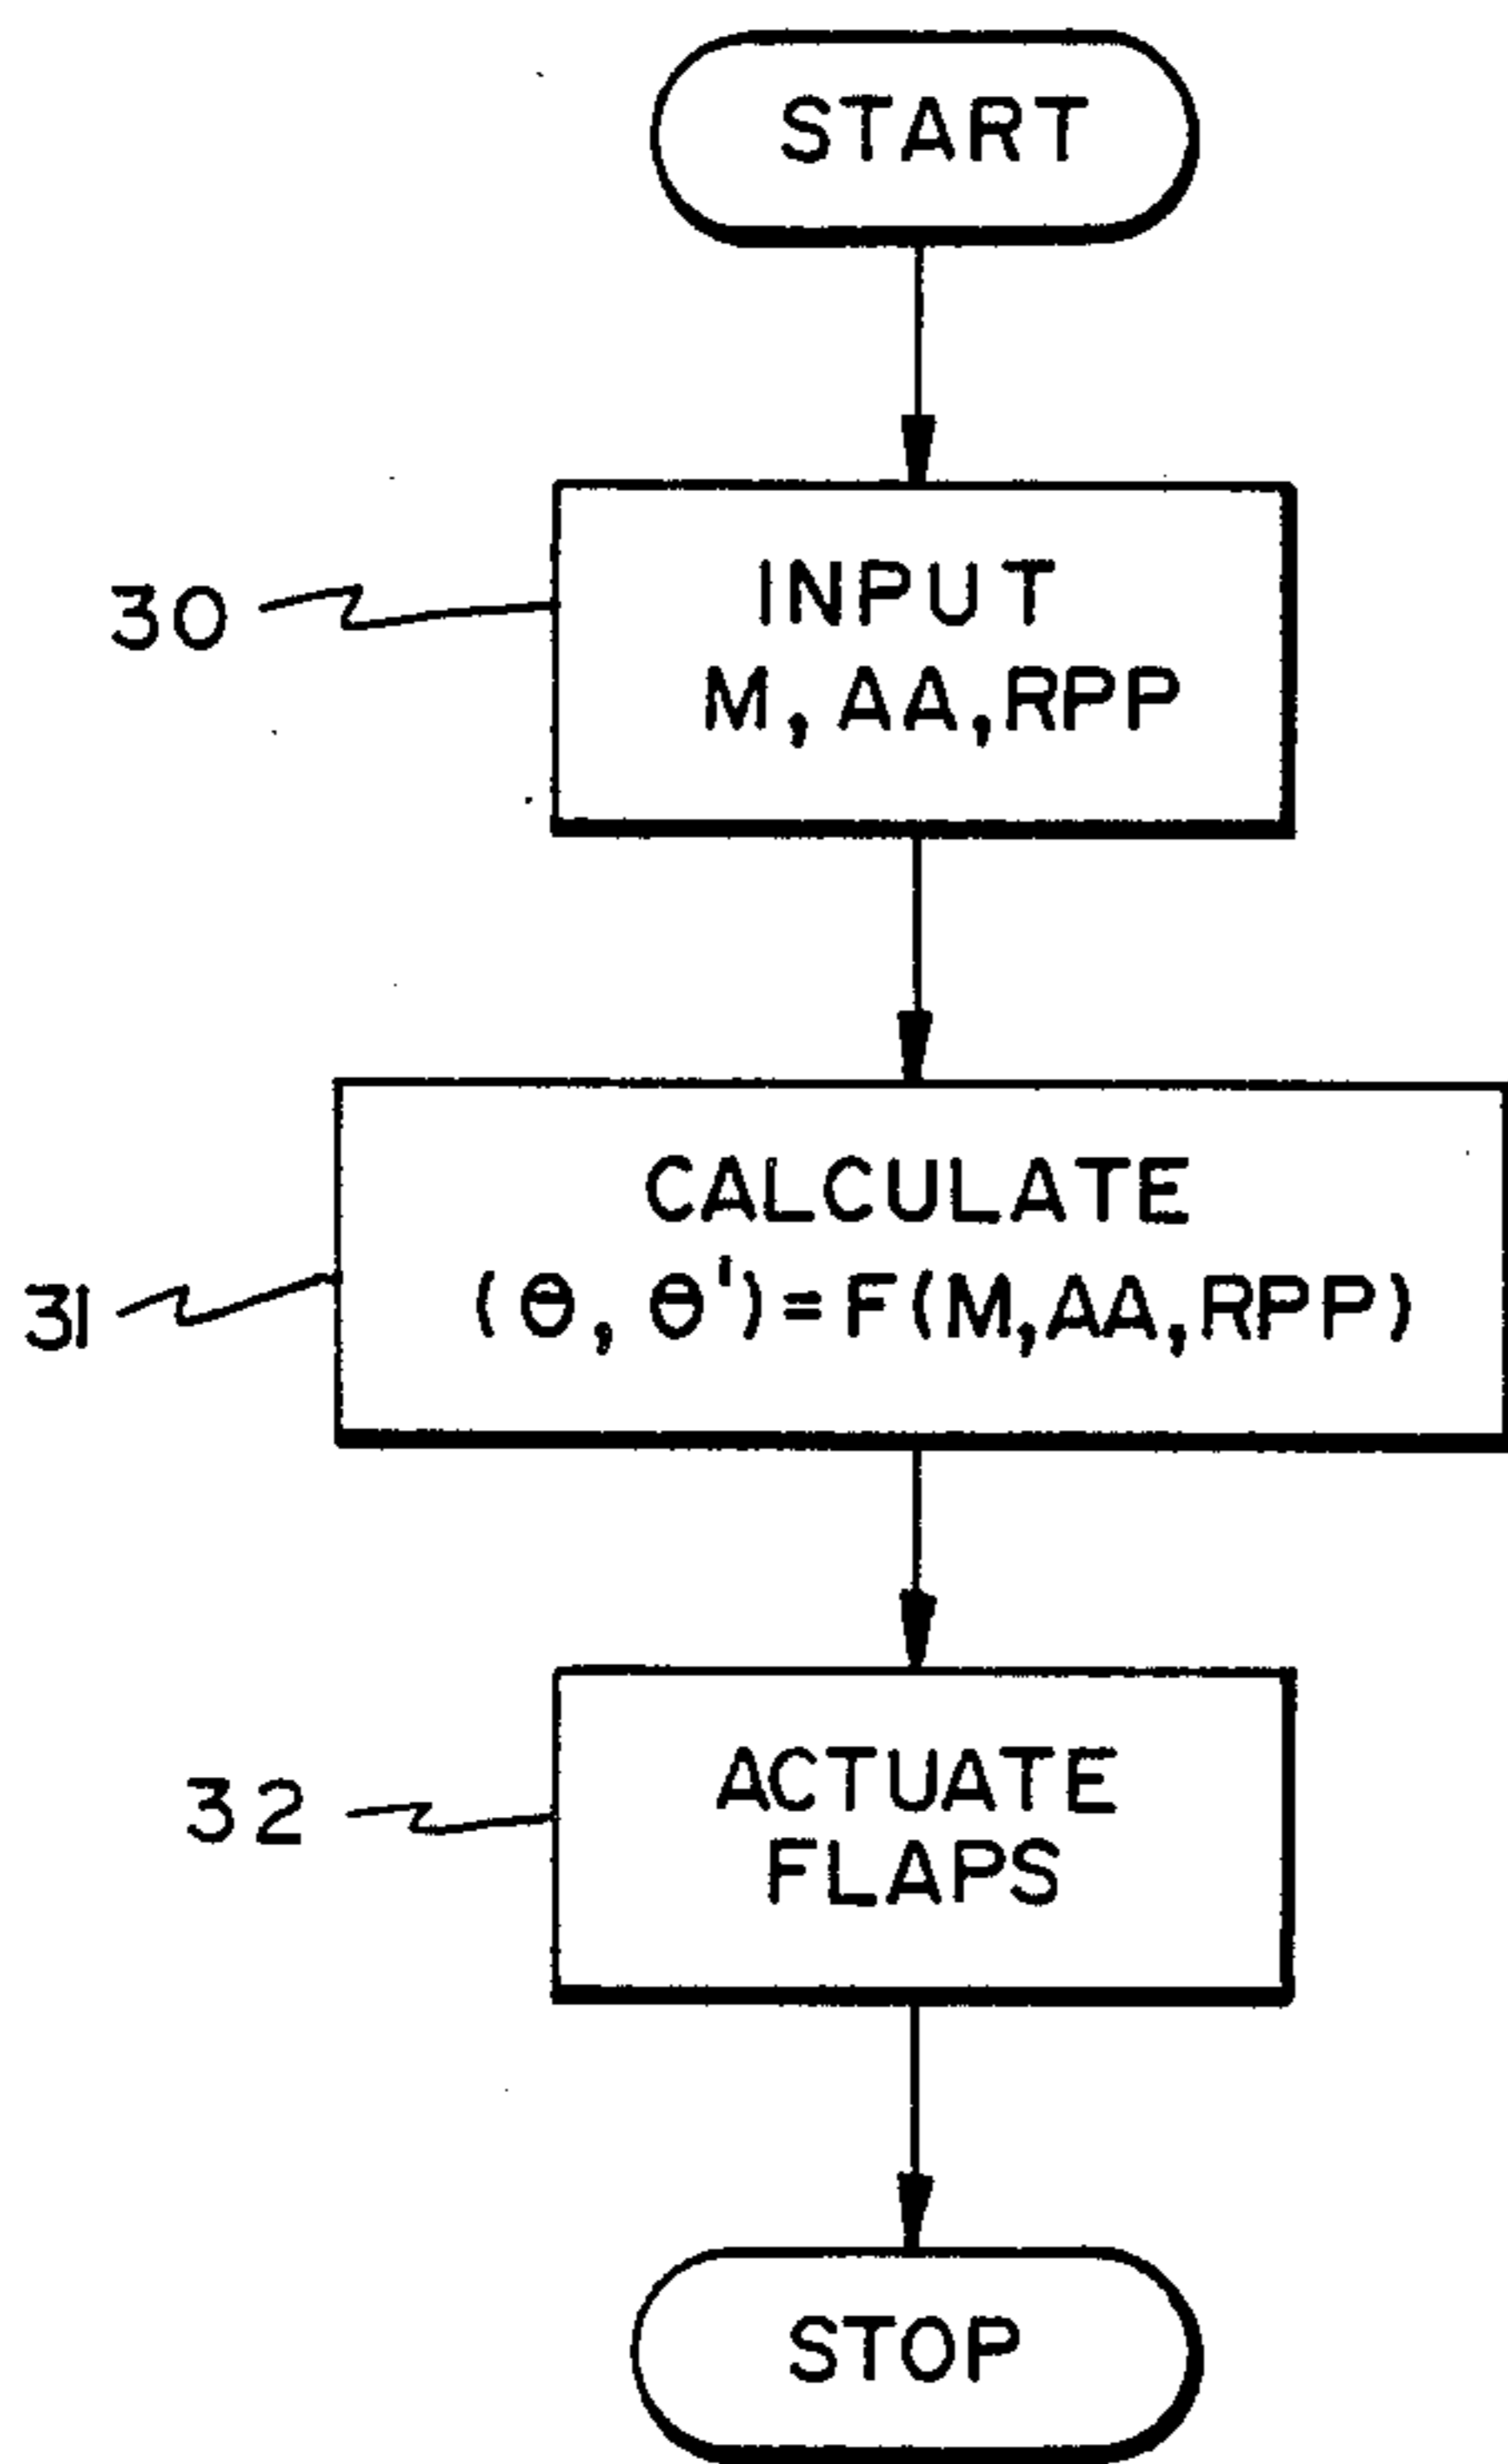 START
30
INPUT
M, AA, RPP
31
CALCULATE
(Θ, Θ') = F(M, AA, RPP)
32
ACTUATE
FLAPS
STOP